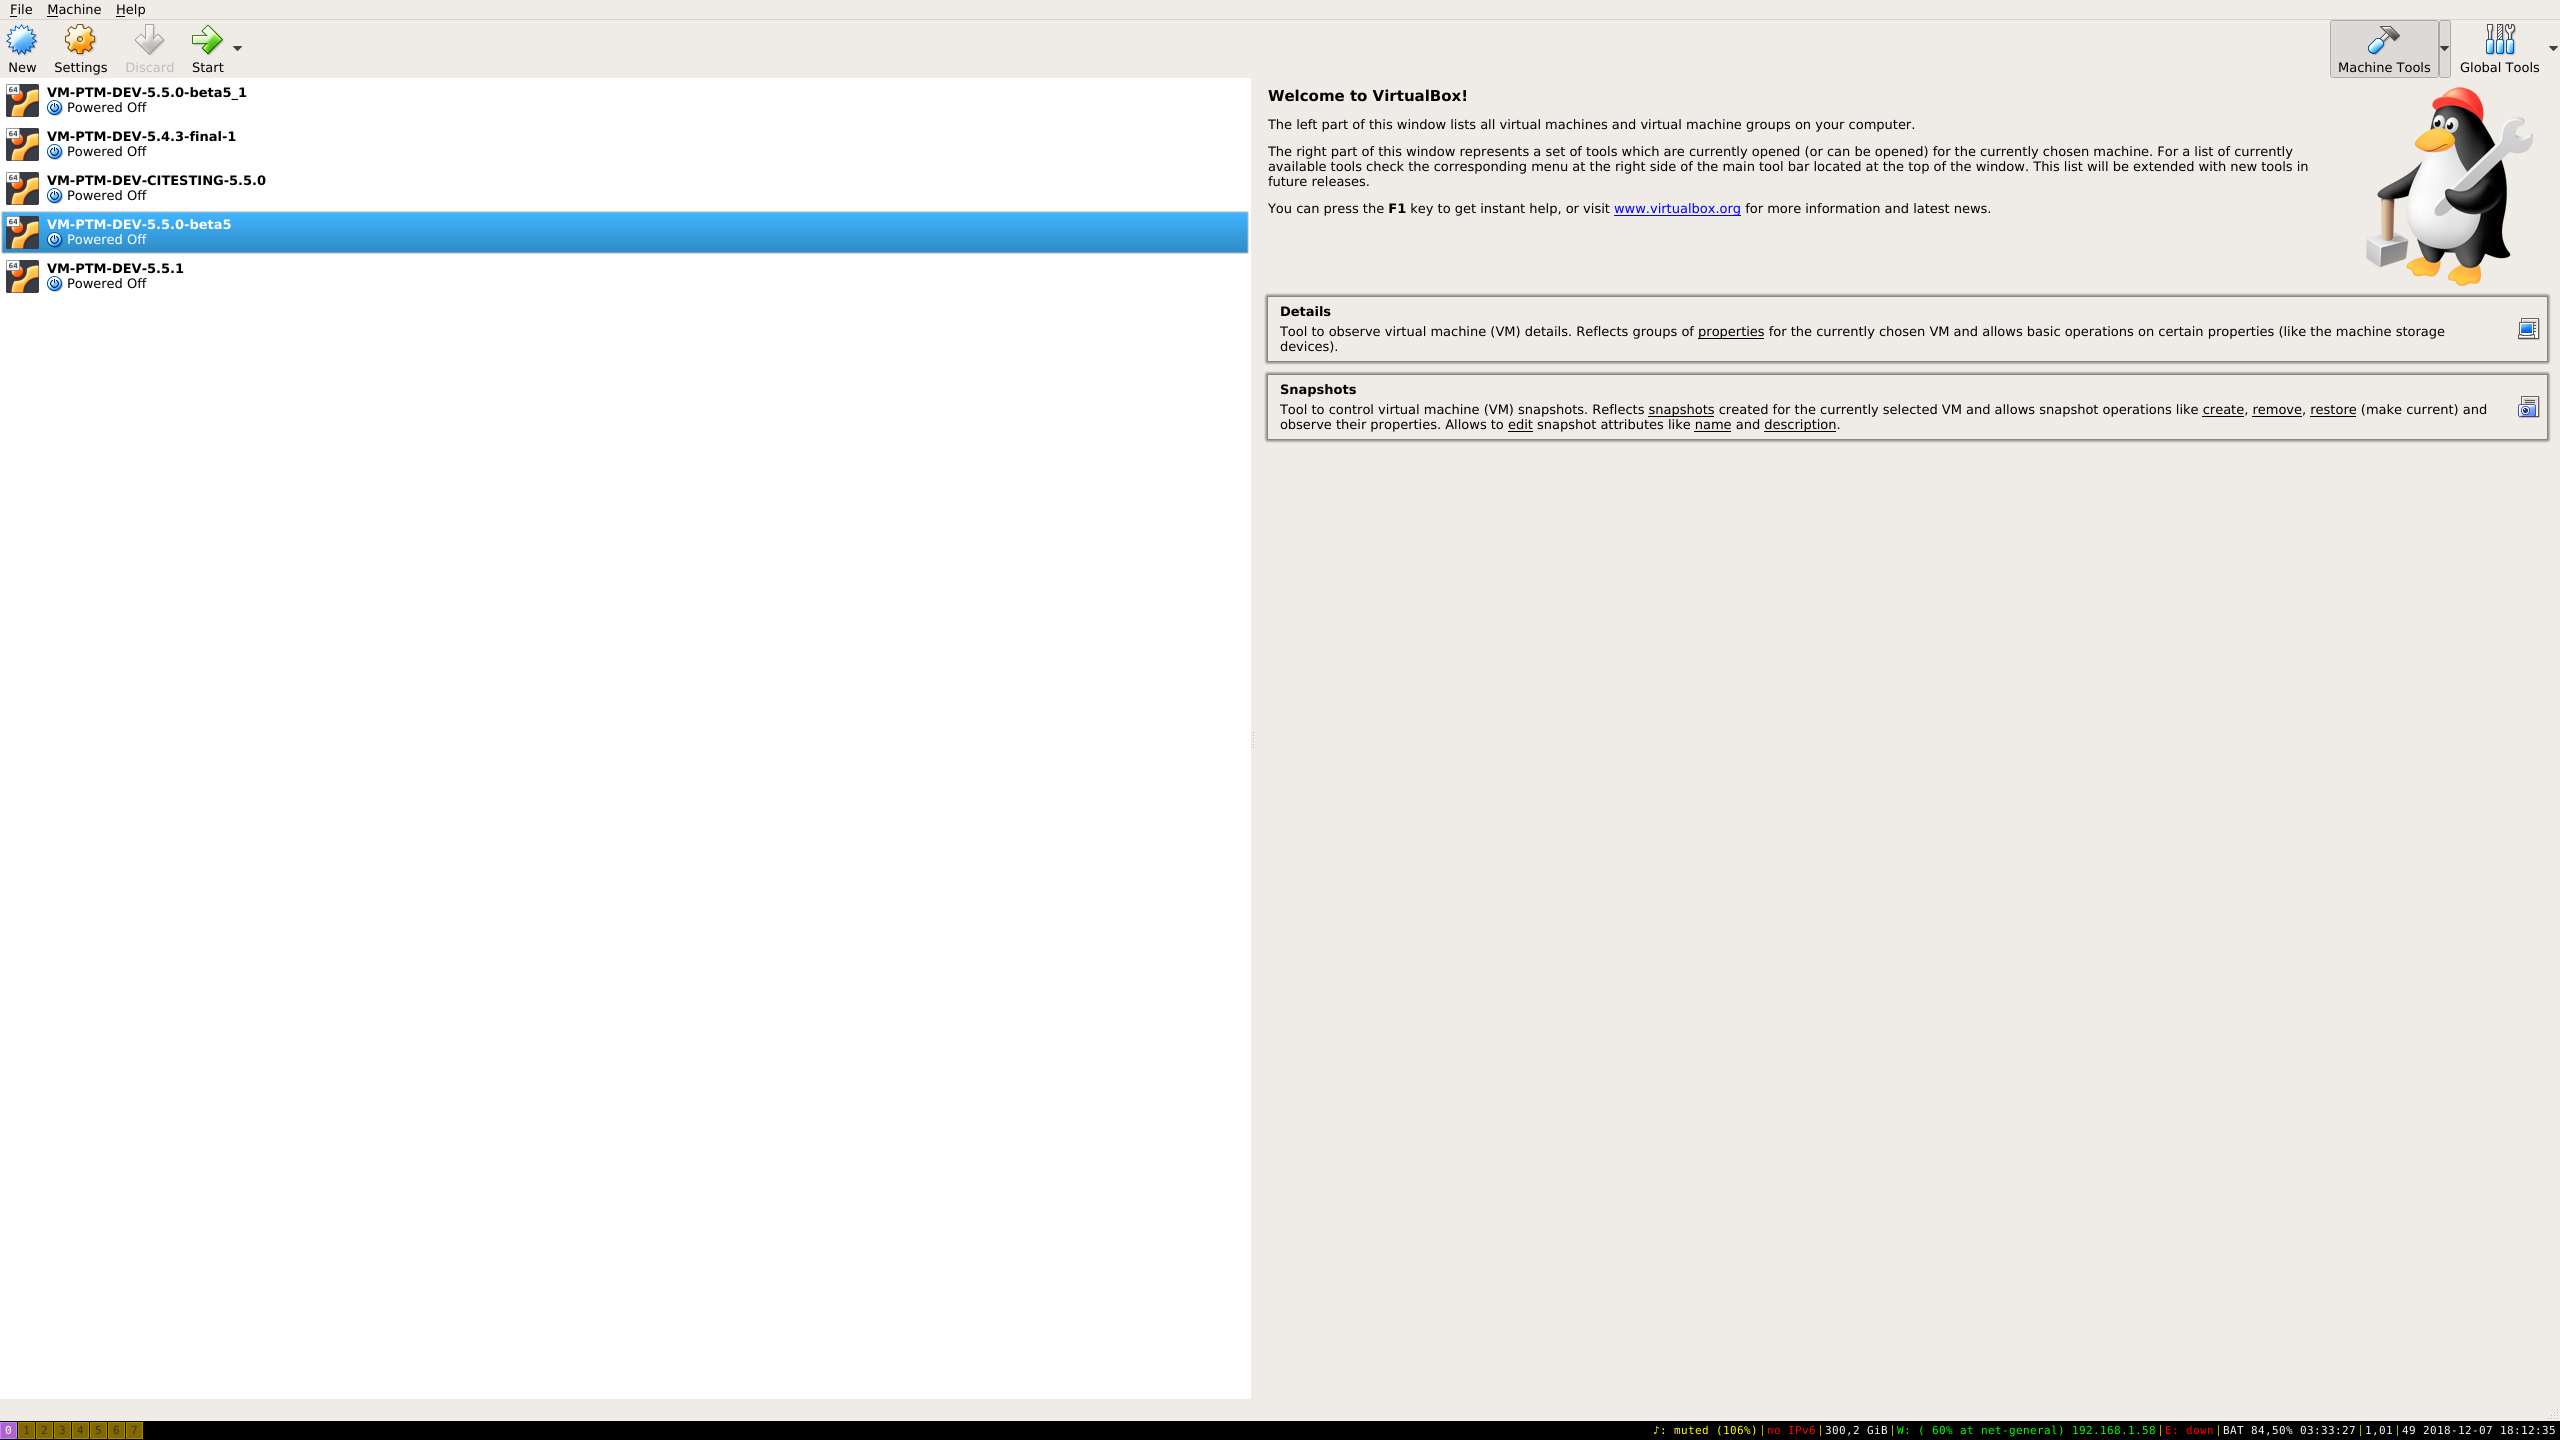 File Machine Help
New Settings Discard Start Machine Tools Global Tools
64 VM-PTM-DEV-5.5.0-beta5_1
Powered Off
64 VM-PTM-DEV-5.4.3-final-1
Powered Off
64 VM-PTM-DEV-CITESTING-5.5.0
Powered Off
64 VM-PTM-DEV-5.5.0-beta5
Powered Off
64 VM-PTM-DEV-5.5.1
Powered Off
Welcome to VirtualBox!
The left part of this window lists all virtual machines and virtual machine groups on your computer.
The right part of this window represents a set of tools which are currently opened (or can be opened) for the currently chosen machine. For a list of currently
available tools check the corresponding menu at the right side of the main tool bar located at the top of the window. This list will be extended with new tools in
future releases.
You can press the F1 key to get instant help, or visit www.virtualbox.org for more information and latest news.
Details
Tool to observe virtual machine (VM) details. Reflects groups of properties for the currently chosen VM and allows basic operations on certain properties (like the machine storage
devices).
Snapshots
Tool to control virtual machine (VM) snapshots. Reflects snapshots created for the currently selected VM and allows snapshot operations like create, remove, restore (make current) and
observe their properties. Allows to edit snapshot attributes like name and description.
0 1 2 3 4 5 6 7 ♪: muted (106%)|no IPv6|300,2 GiB|W: ( 60% at net-general) 192.168.1.58|E: down|BAT 84,50% 03:33:27|1,01|49 2018-12-07 18:12:35